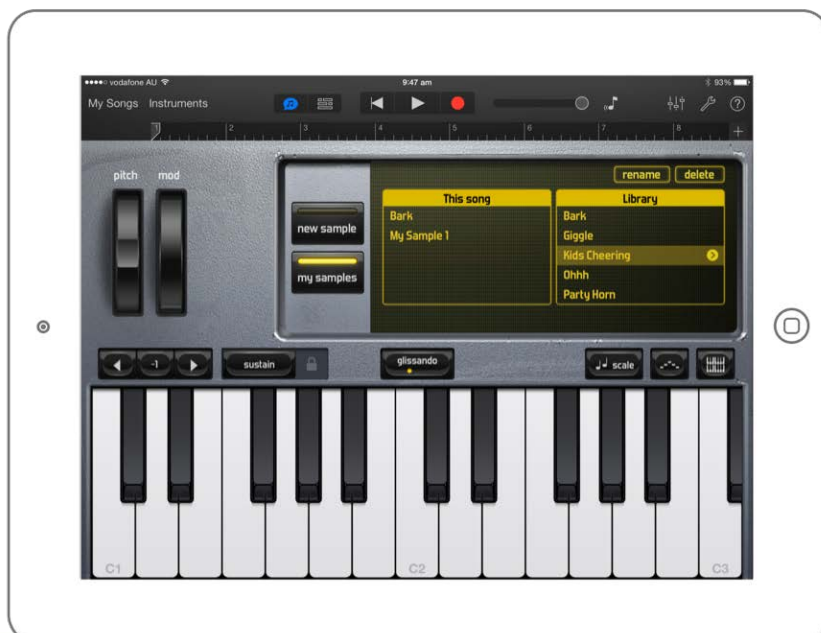 vodafone AU 9:47 am 93%
My Songs Instruments ?
1 2 3 4 5 6 7 8 +
pitch mod
rename delete
This song Library
new sample
Bark Bark
My Sample 1 Giggle
my samples
Kids Cheering
Ohhh
Party Horn
-1 sustain glissando scale
C1 C2 C3